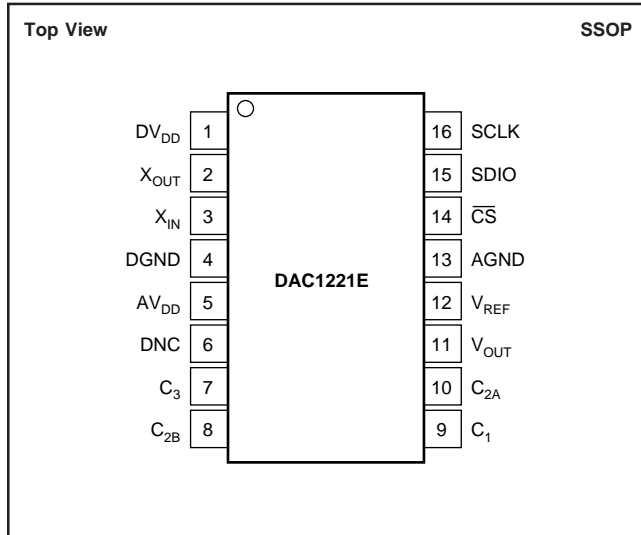 Top View SSOP
DV_DD 1 16 SCLK
X_OUT 2 15 SDIO
X_IN 3 14 C̅S̅
DGND 4 13 AGND
DAC1221E
AV_DD 5 12 V_REF
DNC 6 11 V_OUT
C_3 7 10 C_2A
C_2B 8 9 C_1